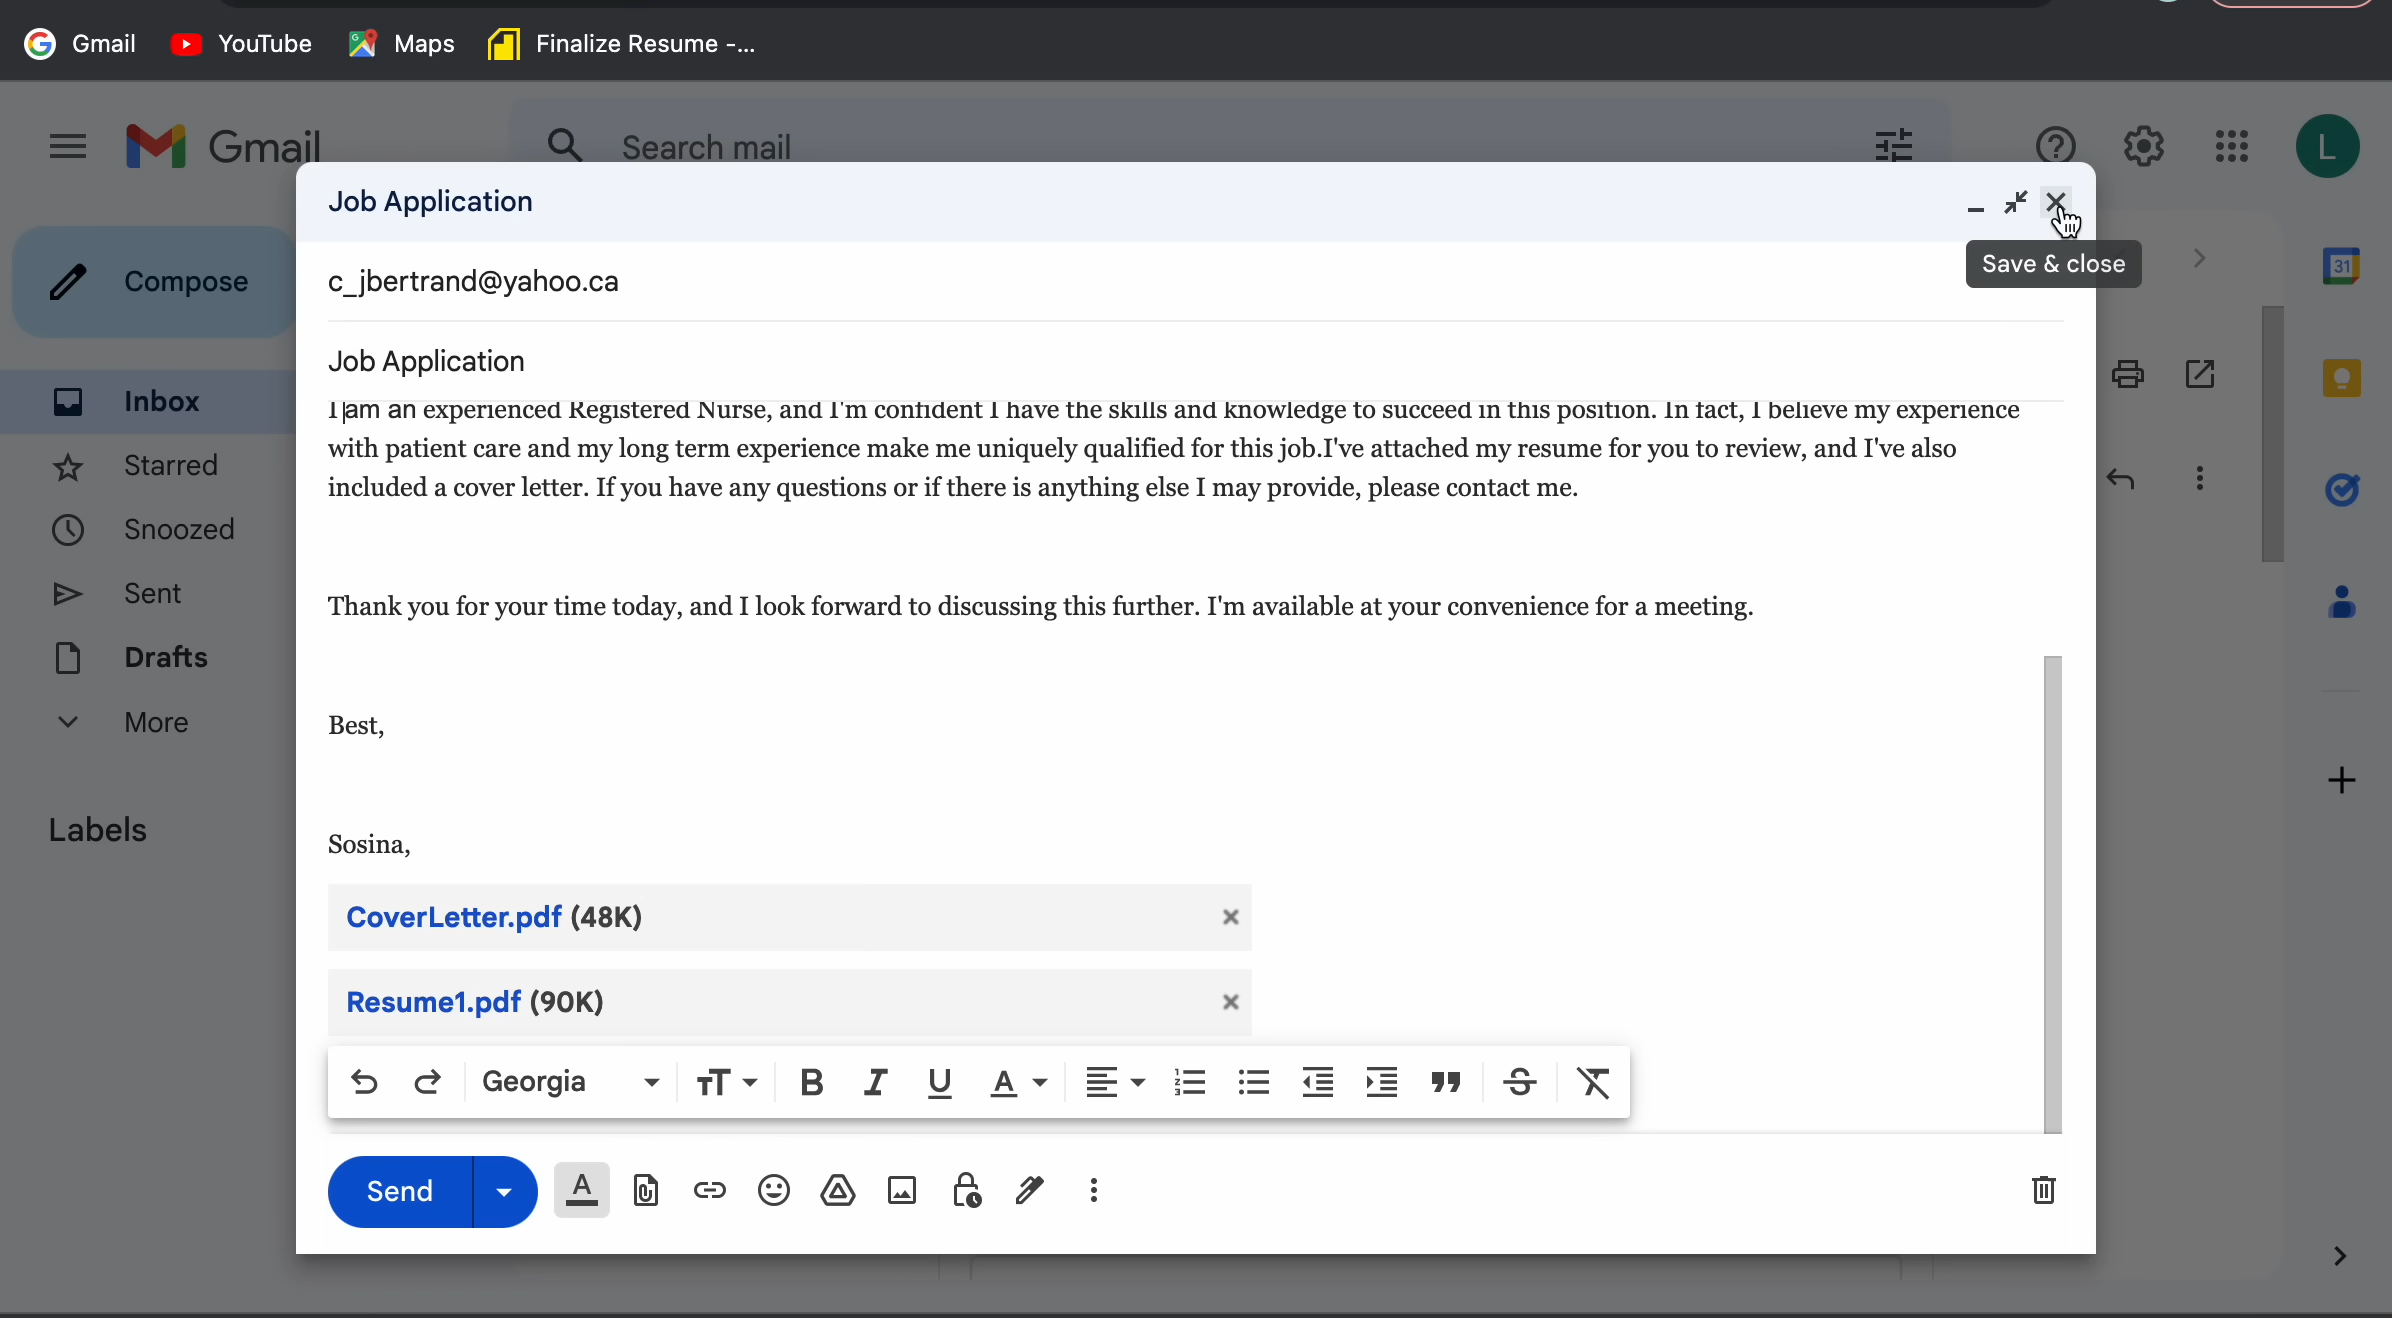 Gmail YouTube Maps Finalize Resume -...
Gmail
Search mail
L
Job Application
Save & close
Compose
c_jbertrand@yahoo.ca
31
Job Application
Inbox
I am an experienced Registered Nurse, and I'm confident I have the skills and knowledge to succeed in this position. In fact, I believe my experience
with patient care and my long term experience make me uniquely qualified for this job.I've attached my resume for you to review, and I've also
included a cover letter. If you have any questions or if there is anything else I may provide, please contact me.
Starred
Snoozed
Sent
Thank you for your time today, and I look forward to discussing this further. I'm available at your convenience for a meeting.
Drafts
More
Best,
Labels
Sosina,
CoverLetter.pdf (48K)
Resume1.pdf (90K)
Georgia
Send